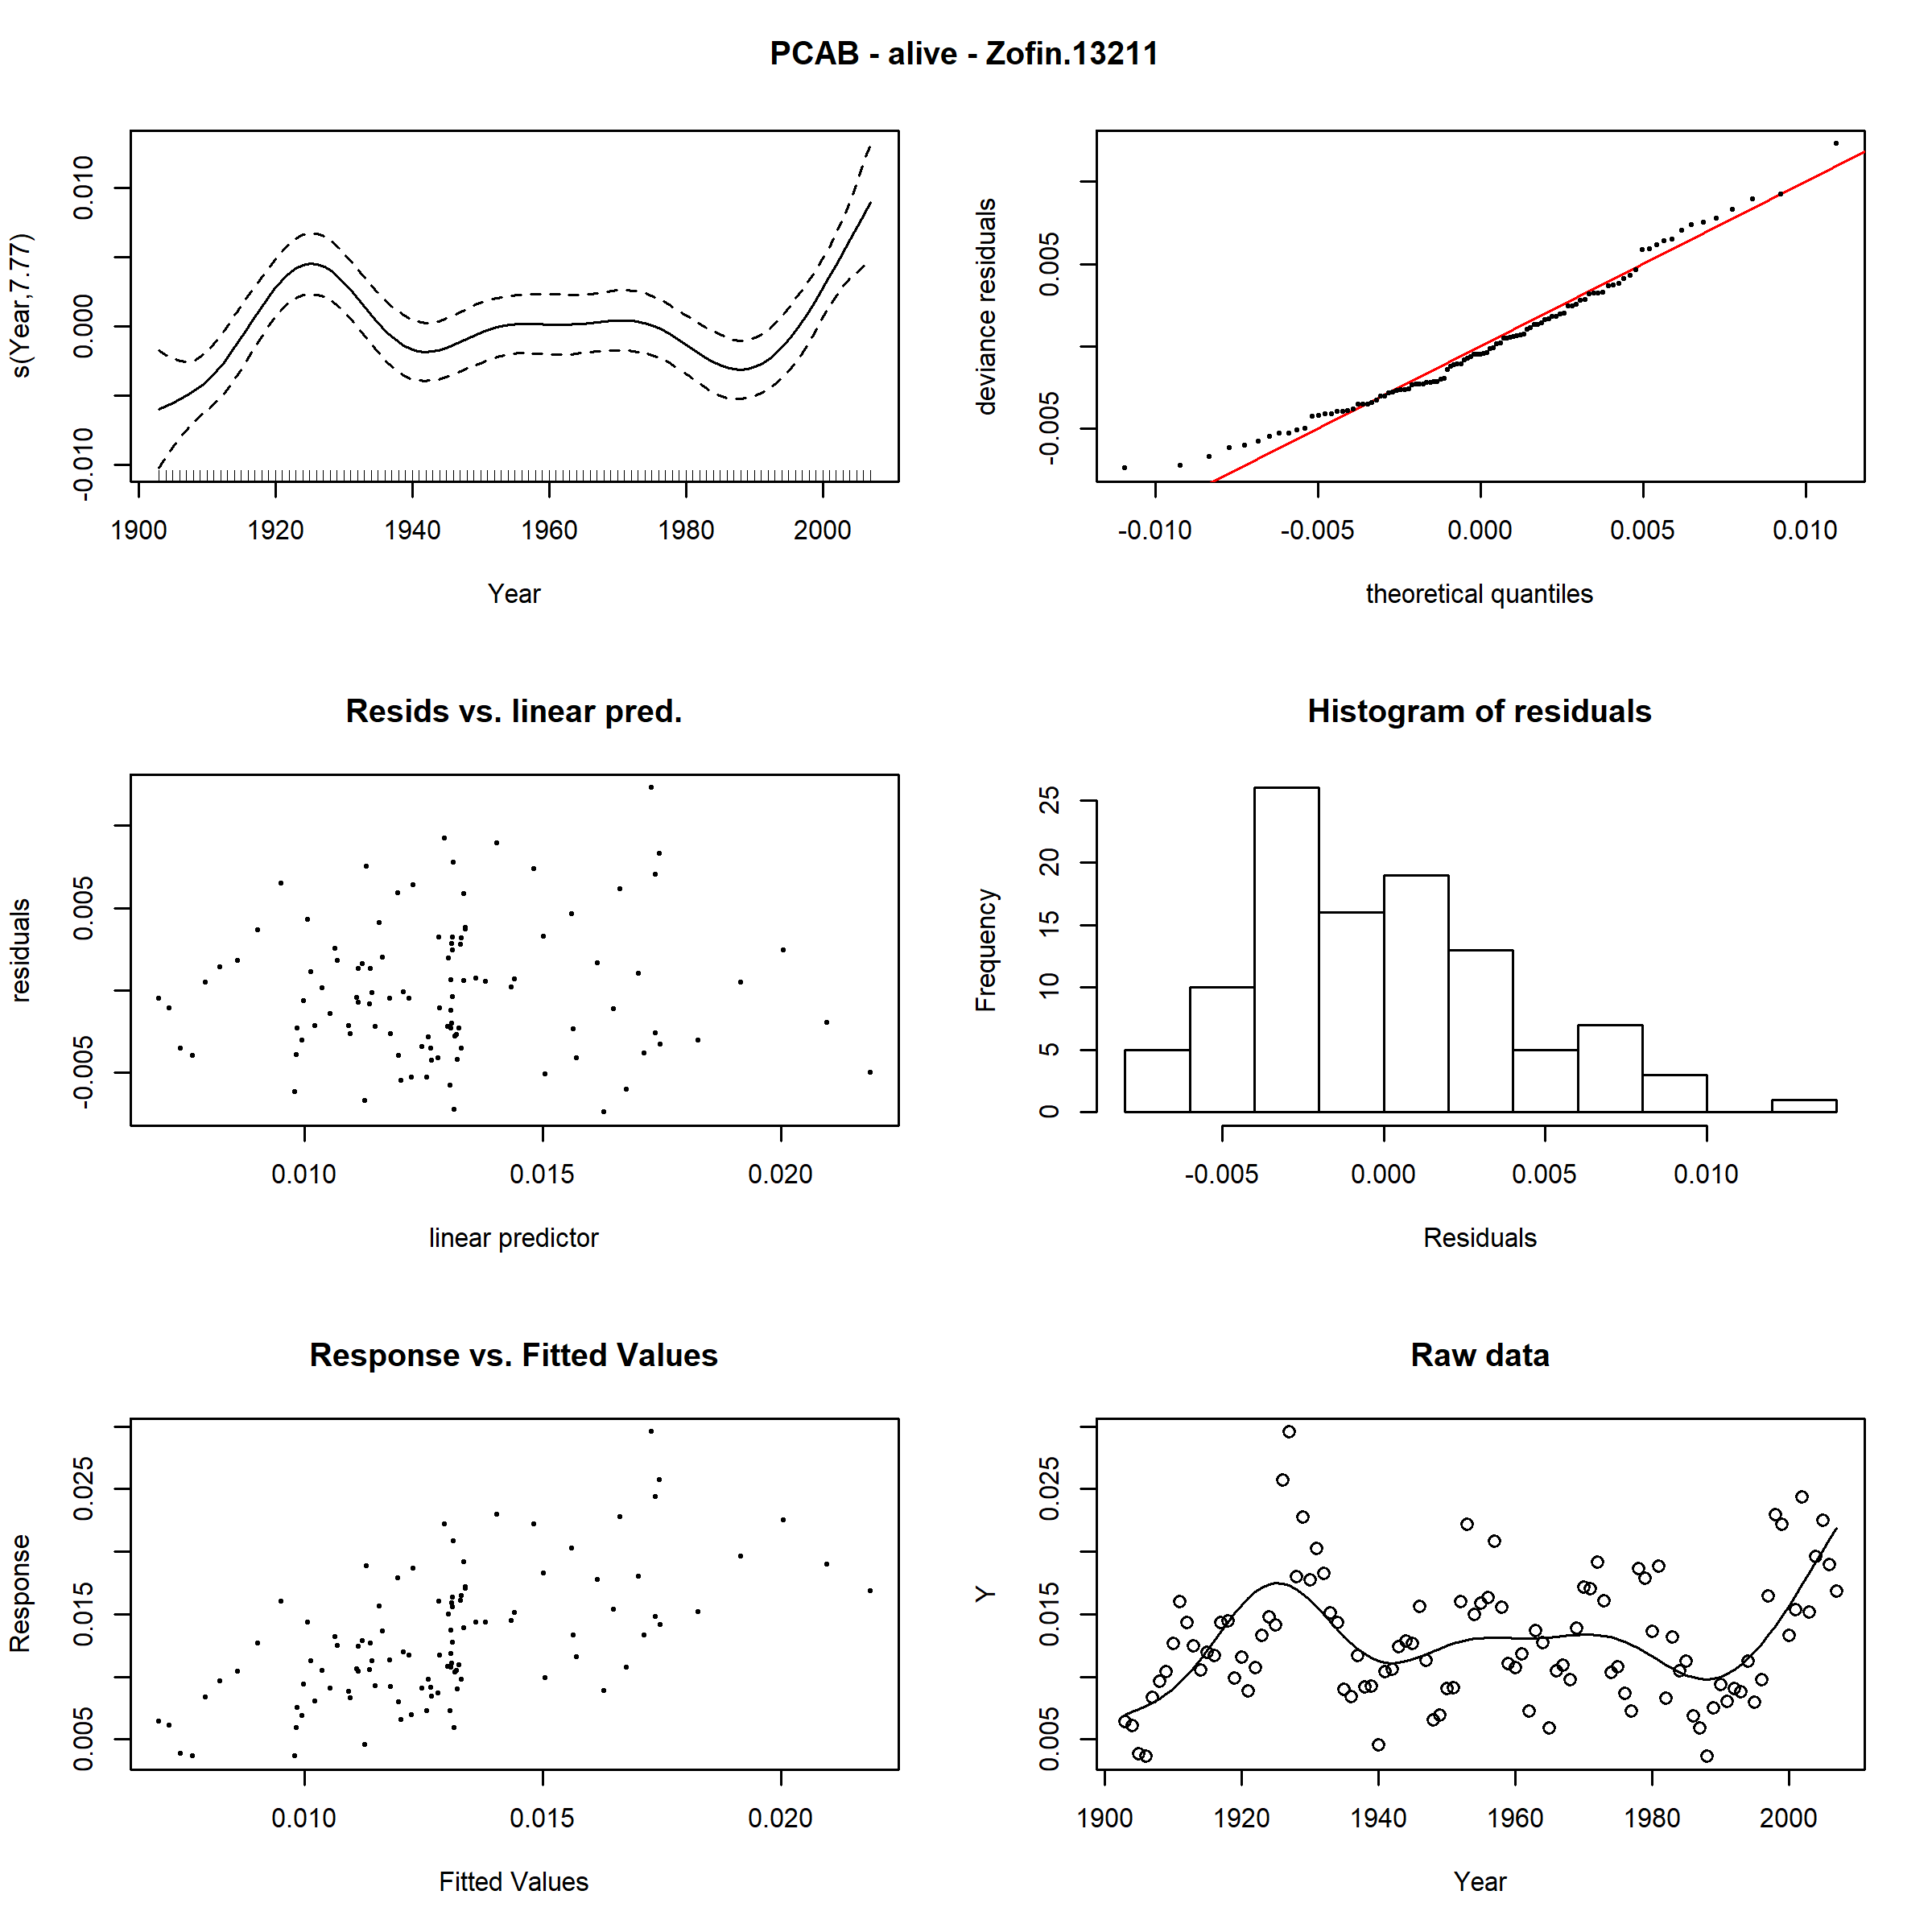 PCAB - alive - Zofin.13211
s(Year,7.77)
-0.010 0.000 0.010
1900 1920 1940 1960 1980 2000
Year
deviance residuals
-0.005 0.005
-0.010 -0.005 0.000 0.005 0.010
theoretical quantiles
Resids vs. linear pred.
residuals
-0.005 0.005
0.010 0.015 0.020
linear predictor
Histogram of residuals
Frequency
0 5 10 15 20 25
-0.005 0.000 0.005 0.010
Residuals
Response vs. Fitted Values
Response
0.005 0.015 0.025
0.010 0.015 0.020
Fitted Values
Raw data
Y
0.005 0.015 0.025
1900 1920 1940 1960 1980 2000
Year